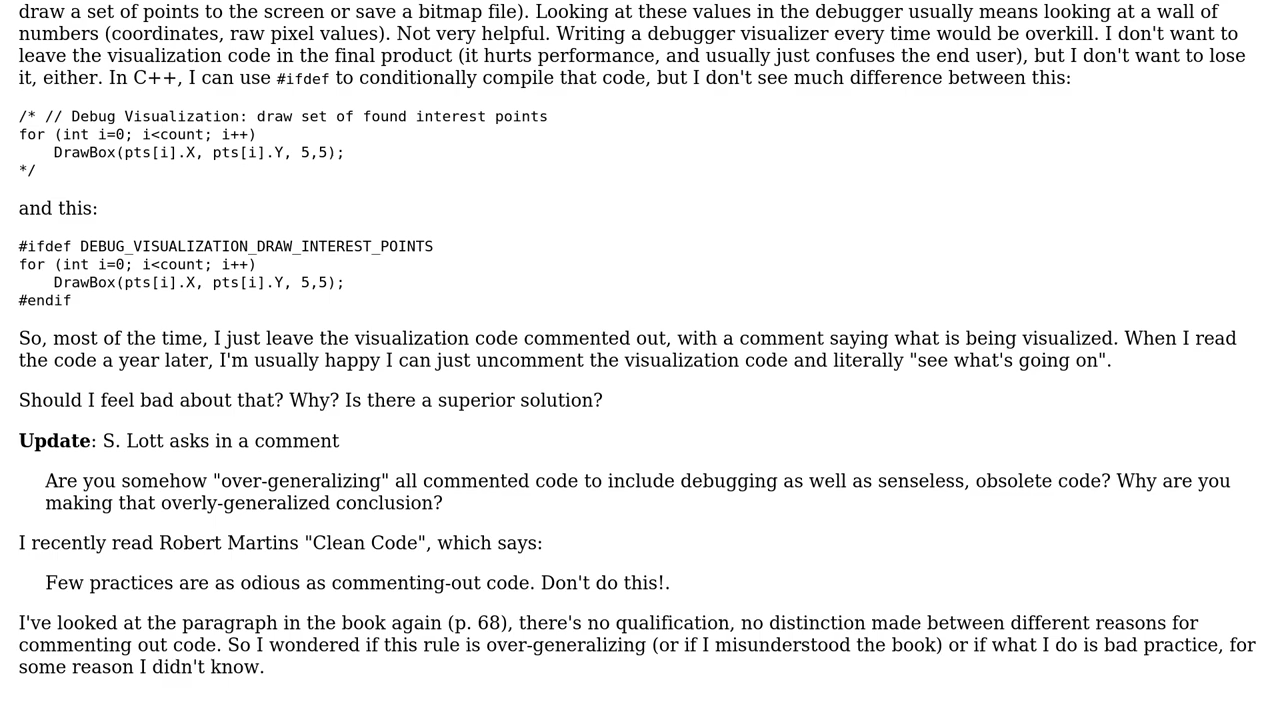 draw a set of points to the screen or save a bitmap file). Looking at these values in the debugger usually means looking at a wall of
numbers (coordinates, raw pixel values). Not very helpful. Writing a debugger visualizer every time would be overkill. I don't want to
leave the visualization code in the final product (it hurts performance, and usually just confuses the end user), but I don't want to lose
it, either. In C++, I can use #ifdef to conditionally compile that code, but I don't see much difference between this:
/* // Debug Visualization: draw set of found interest points
for (int i=0; i<count; i++)
    DrawBox(pts[i].X, pts[i].Y, 5,5);
*/
and this:
#ifdef DEBUG_VISUALIZATION_DRAW_INTEREST_POINTS
for (int i=0; i<count; i++)
    DrawBox(pts[i].X, pts[i].Y, 5,5);
#endif
So, most of the time, I just leave the visualization code commented out, with a comment saying what is being visualized. When I read
the code a year later, I'm usually happy I can just uncomment the visualization code and literally "see what's going on".
Should I feel bad about that? Why? Is there a superior solution?
Update: S. Lott asks in a comment
Are you somehow "over-generalizing" all commented code to include debugging as well as senseless, obsolete code? Why are you
making that overly-generalized conclusion?
I recently read Robert Martins "Clean Code", which says:
Few practices are as odious as commenting-out code. Don't do this!.
I've looked at the paragraph in the book again (p. 68), there's no qualification, no distinction made between different reasons for
commenting out code. So I wondered if this rule is over-generalizing (or if I misunderstood the book) or if what I do is bad practice, for
some reason I didn't know.